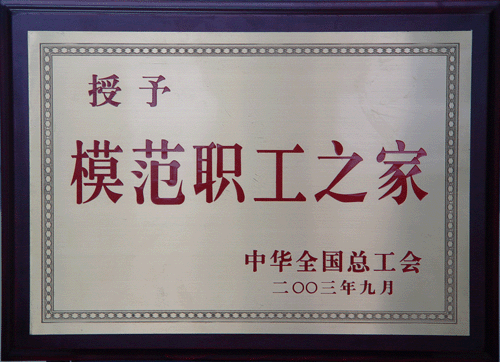 授予
模范职工之家
中华全国总工会
二〇〇三年九月